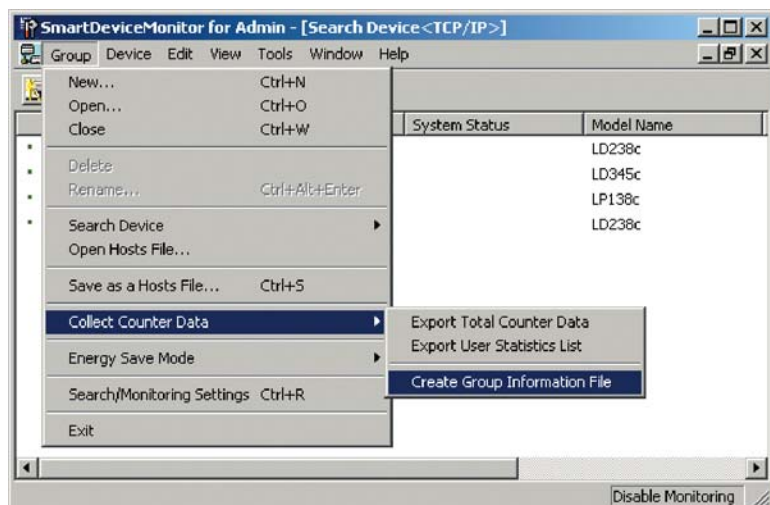 SmartDeviceMonitor for Admin - [Search Device<TCP/IP>]
Group Device Edit View Tools Window Help
New... Ctrl+N
Open... Ctrl+O
Close Ctrl+W
System Status Model Name
LD238c
Delete
LD345c
Rename... Ctrl+Alt+Enter
LP138c
Search Device
LD238c
Open Hosts File...
Save as a Hosts File... Ctrl+S
Collect Counter Data
Export Total Counter Data
Export User Statistics List
Energy Save Mode
Create Group Information File
Search/Monitoring Settings Ctrl+R
Exit
Disable Monitoring